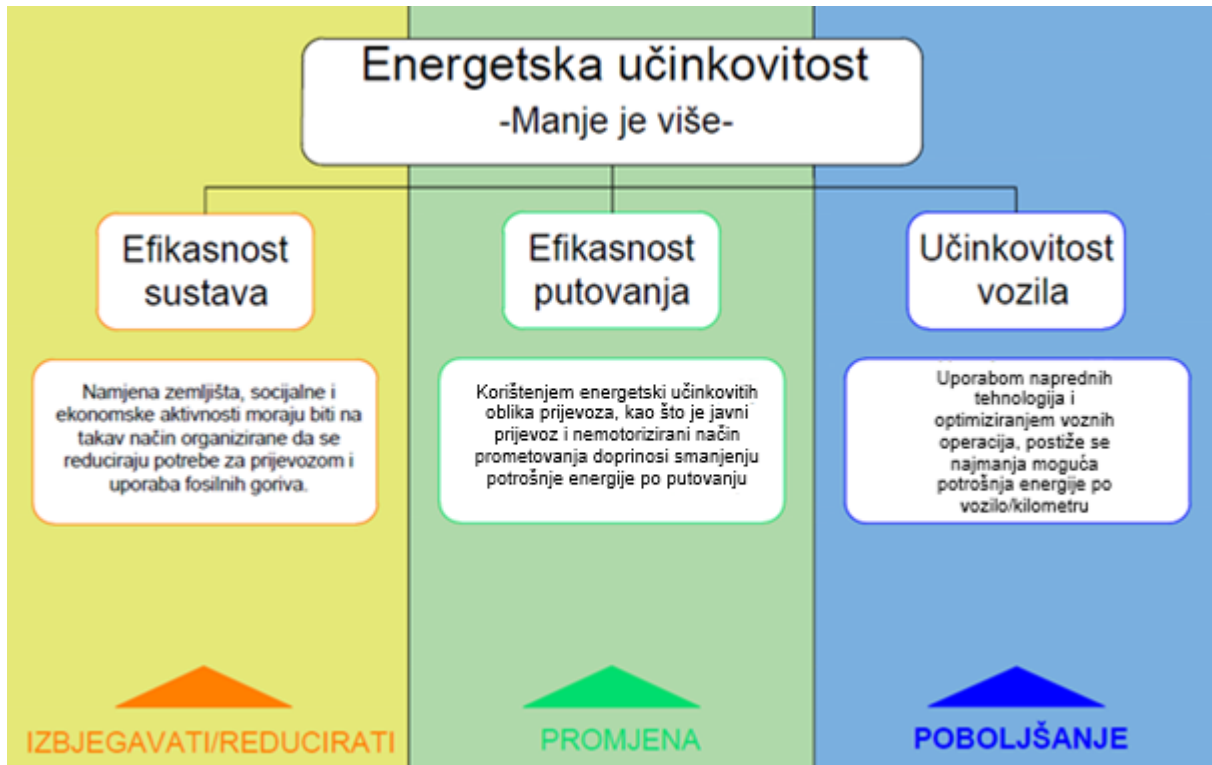 Energetska učinkovitost
-Manje je više-
Efikasnost
sustava
Efikasnost
putovanja
Učinkovitost
vozila
Namjena zemljišta, socijalne i
ekonomske aktivnosti moraju biti na
takav način organizirane da se
reduciraju potrebe za prijevozom i
uporaba fosilnih goriva.
Korištenjem energetski učinkovitih
oblika prijevoza, kao što je javni
prijevoz i nemotorizirani način
prometovanja doprinosi smanjenju
potrošnje energije po putovanju
Uporabom naprednih
tehnologija i
optimiziranjem voznih
operacija, postiže se
najmanja moguća
potrošnja energije po
vozilo/kilometru
IZBJEGAVATI/REDUCIRATI
PROMJENA
POBOLJŠANJE